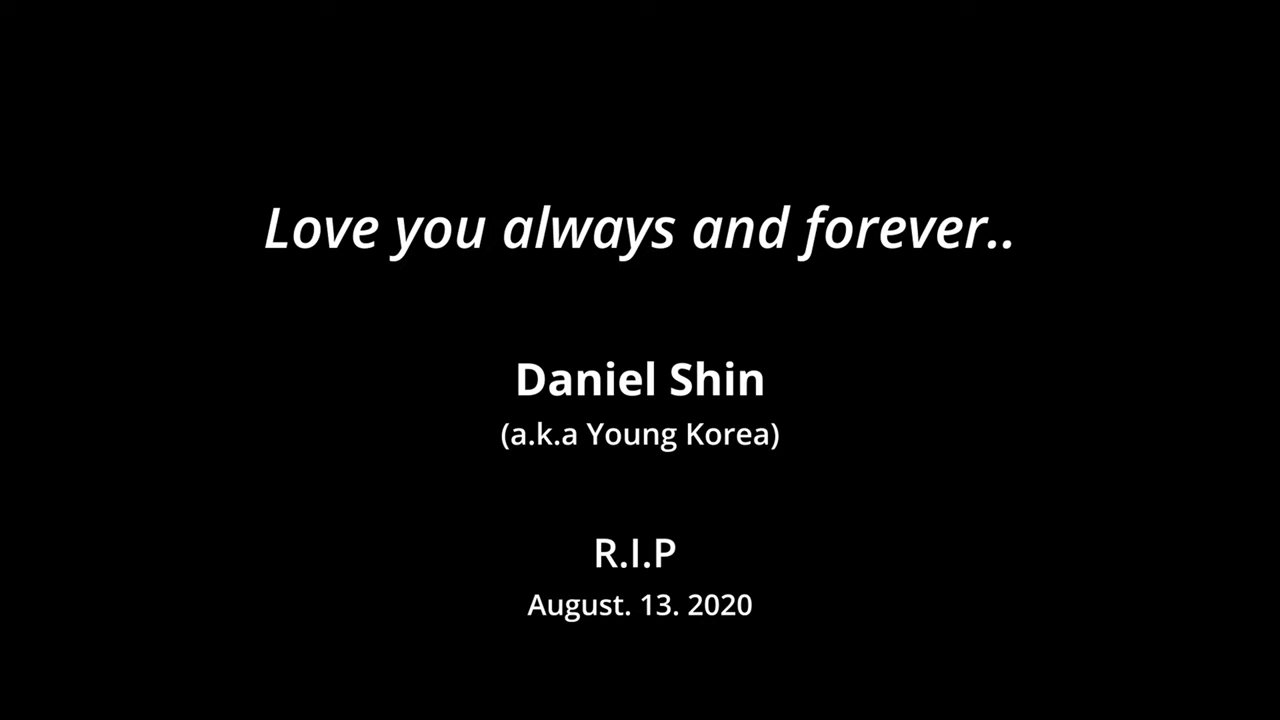 Love you always and forever..
Daniel Shin
(a.k.a Young Korea)
R.I.P
August. 13. 2020